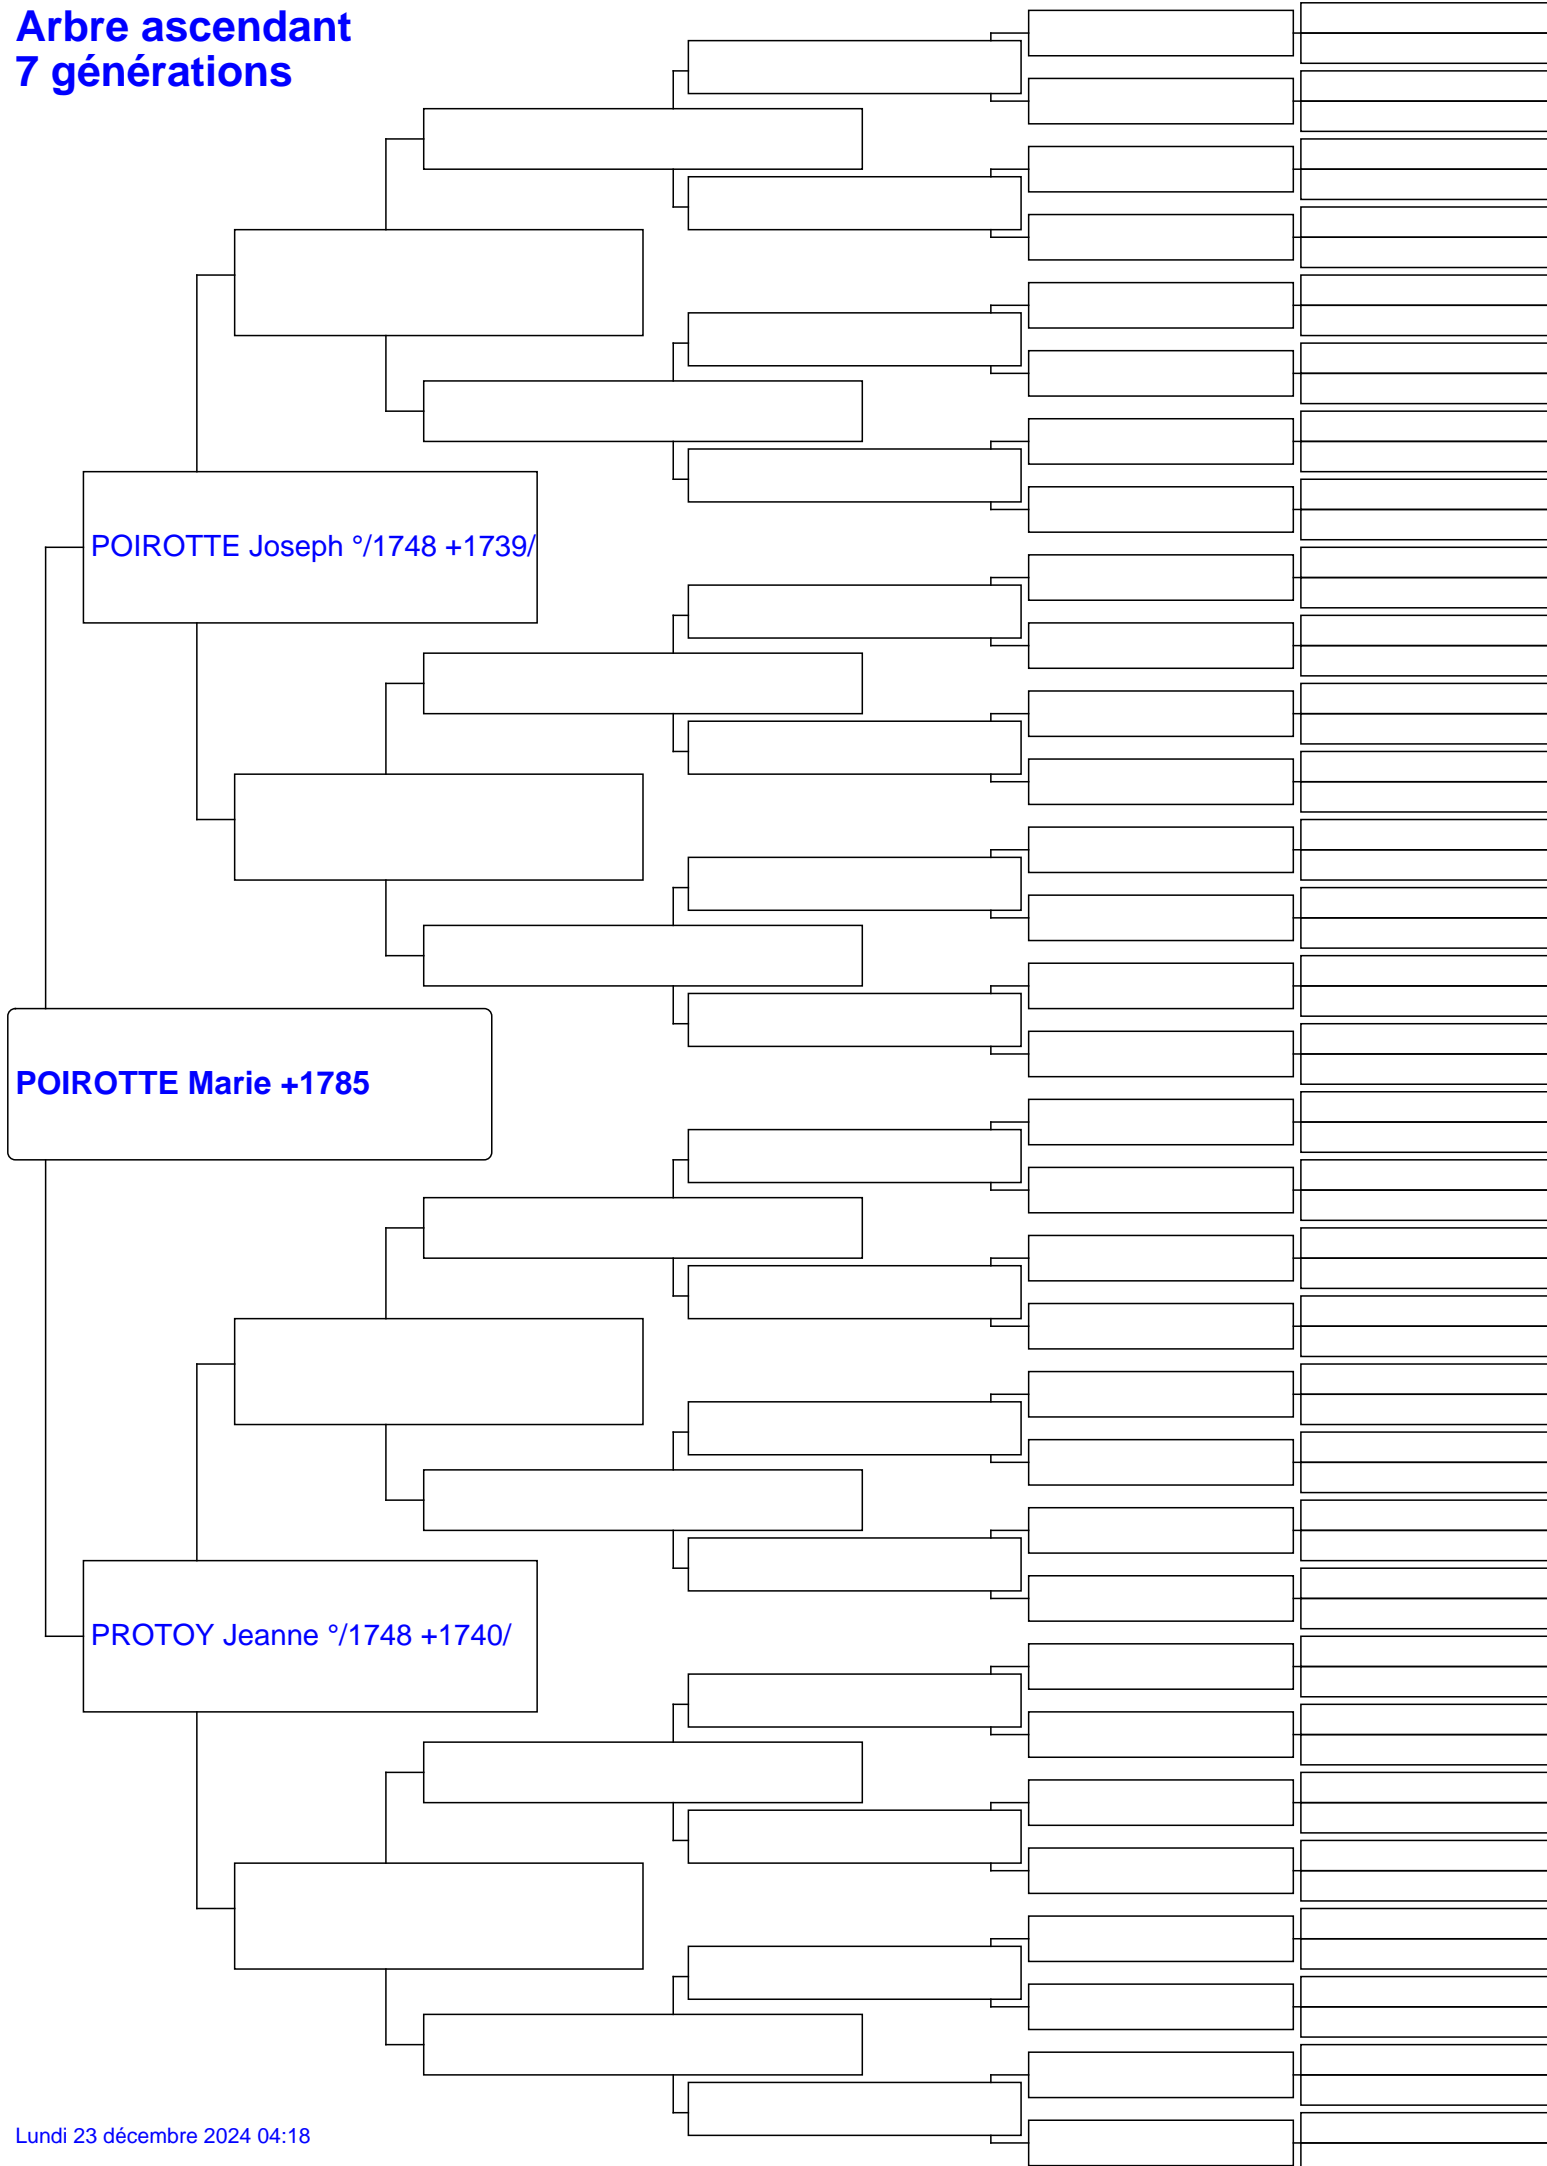 Arbre ascendant
7 générations
POIROTTE Joseph °/1748 +1739/
POIROTTE Marie +1785
PROTOY Jeanne °/1748 +1740/
Lundi 23 décembre 2024 04:18